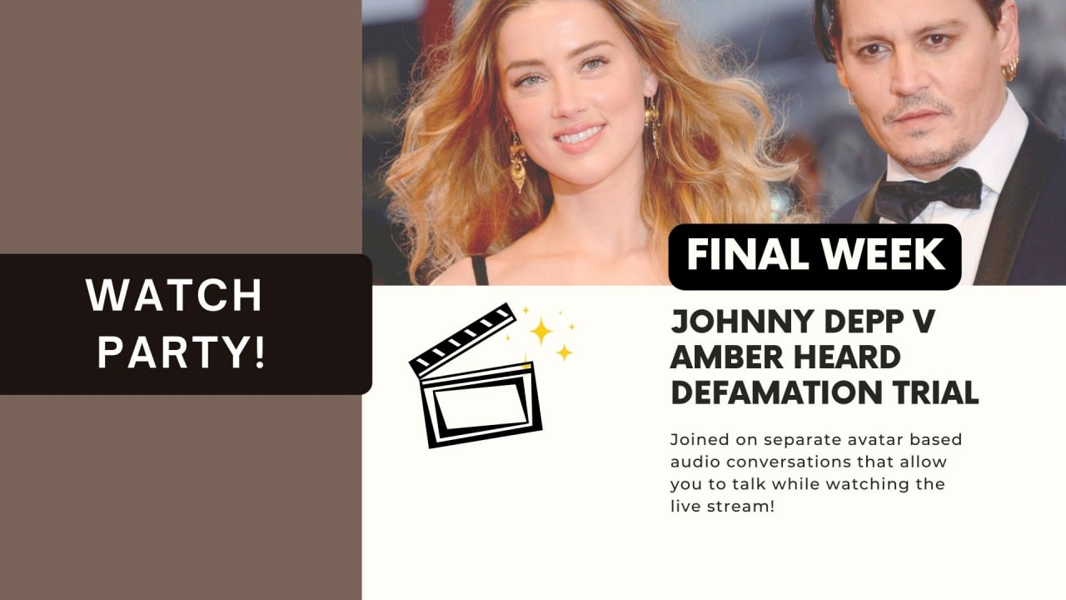 WATCH
PARTY!
FINAL WEEK
JOHNNY DEPP V
AMBER HEARD
DEFAMATION TRIAL
Joined on separate avatar based
audio conversations that allow
you to talk while watching the
live stream!